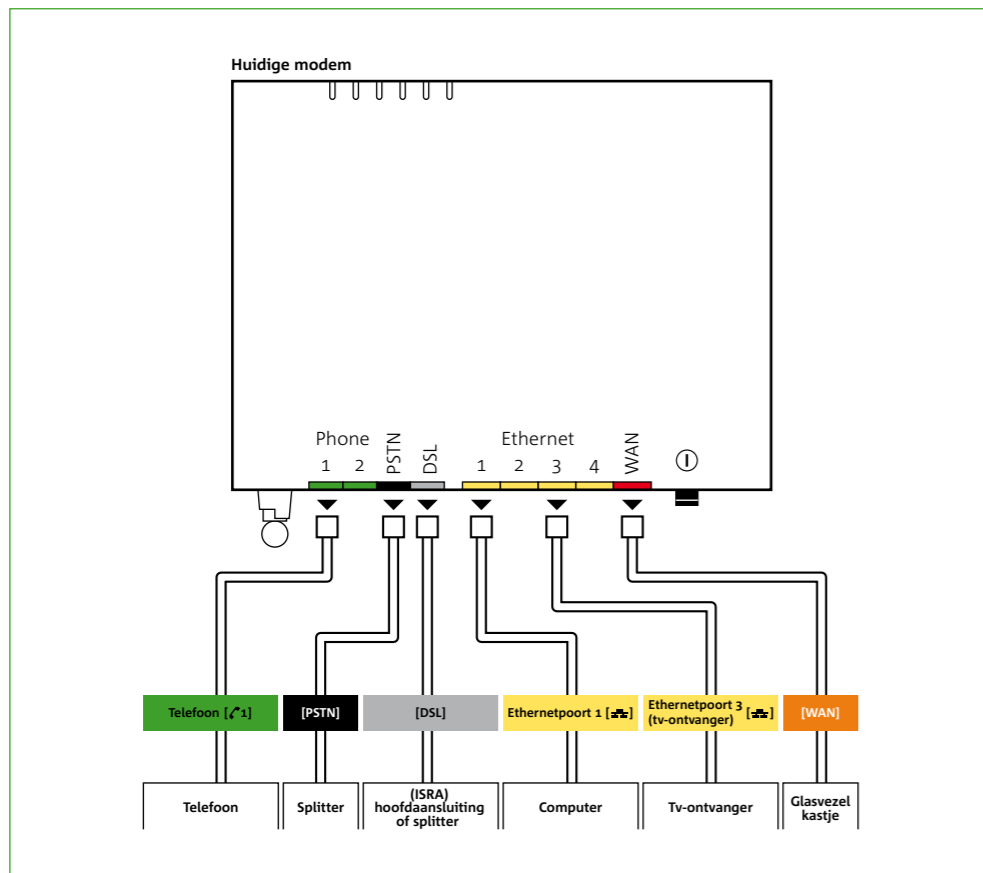 Huidige modem
Phone
1 2 PSTN DSL
Ethernet
1 2 3 4 WAN
Telefoon [1]
[PSTN]
[DSL]
Ethernetpoort 1 []
Ethernetpoort 3
(tv-ontvanger) []
[WAN]
Telefoon
Splitter
(ISRA)
hoofdaansluiting
of splitter
Computer
Tv-ontvanger
Glasvezel
kastje